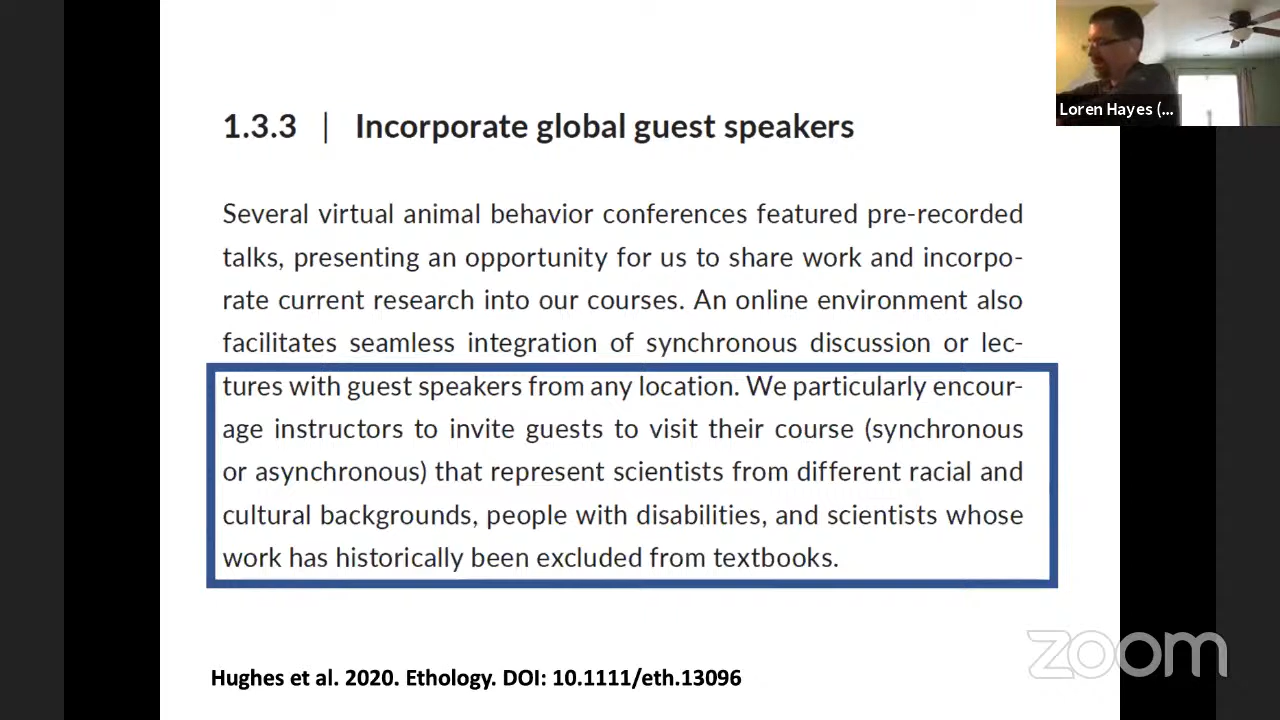 Loren Hayes (...
1.3.3 | Incorporate global guest speakers
Several virtual animal behavior conferences featured pre-recorded
talks, presenting an opportunity for us to share work and incorpo-
rate current research into our courses. An online environment also
facilitates seamless integration of synchronous discussion or lec-
tures with guest speakers from any location. We particularly encour-
age instructors to invite guests to visit their course (synchronous
or asynchronous) that represent scientists from different racial and
cultural backgrounds, people with disabilities, and scientists whose
work has historically been excluded from textbooks.
zoom
Hughes et al. 2020. Ethology. DOI: 10.1111/eth.13096